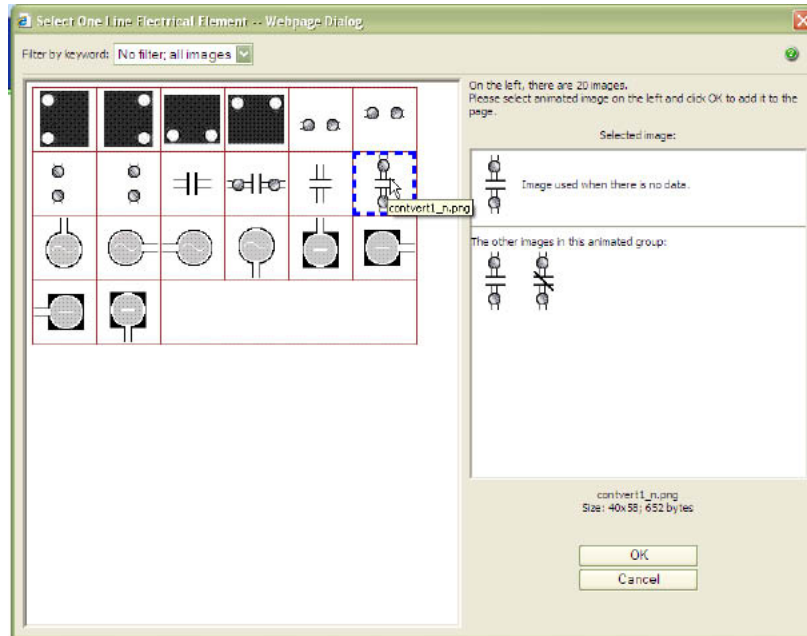 Select One Line Electrical Element -- Webpage Dialog
Filter by keyword: No filter; all images
On the left, there are 20 images.
Please select animated image on the left and click OK to add it to the
page.
Selected image:
Image used when there is no data.
contvert1_n.png
The other images in this animated group:
contvert1_n.png
Size: 40x58; 652 bytes
OK
Cancel